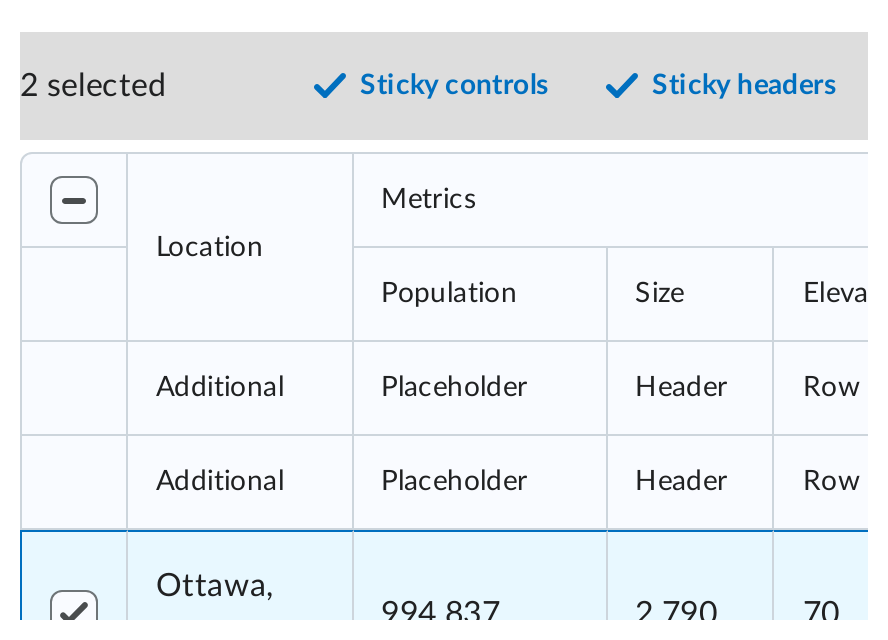 2 selected Sticky controls Sticky headers
Metrics
Location
Population Size Eleva
Additional Placeholder Header Row
Additional Placeholder Header Row
Ottawa,
994 837 2 790 70